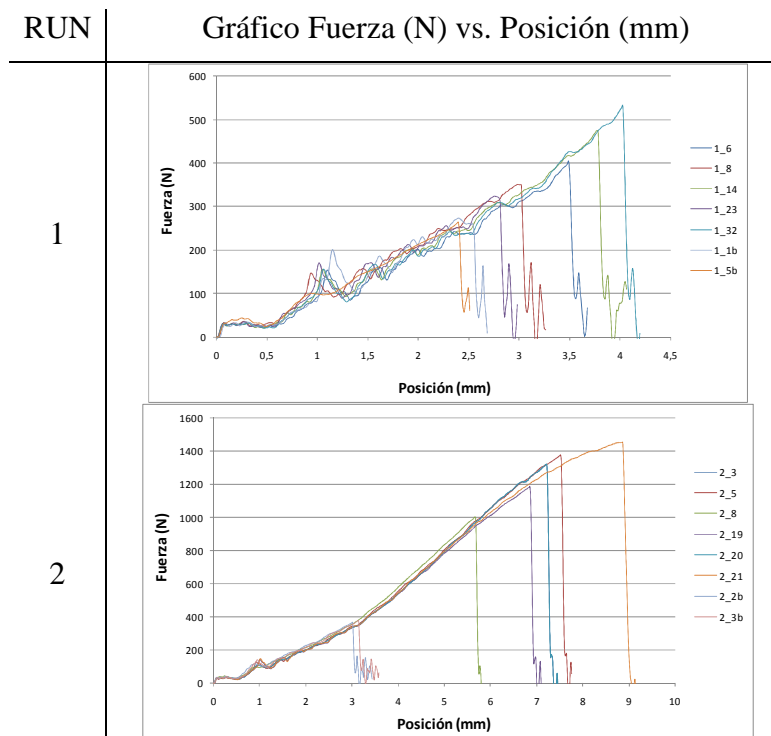 RUN Gráfico Fuerza (N) vs. Posición (mm)
1
600
500
400
300
200
100
0
Fuerza (N)
0 0,5 1 1,5 2 2,5 3 3,5 4 4,5
Posición (mm)
1_6
1_8
1_14
1_23
1_32
1_1b
1_5b
2
1600
1400
1200
1000
800
600
400
200
0
Fuerza (N)
0 1 2 3 4 5 6 7 8 9 10
Posición (mm)
2_3
2_5
2_8
2_19
2_20
2_21
2_2b
2_3b